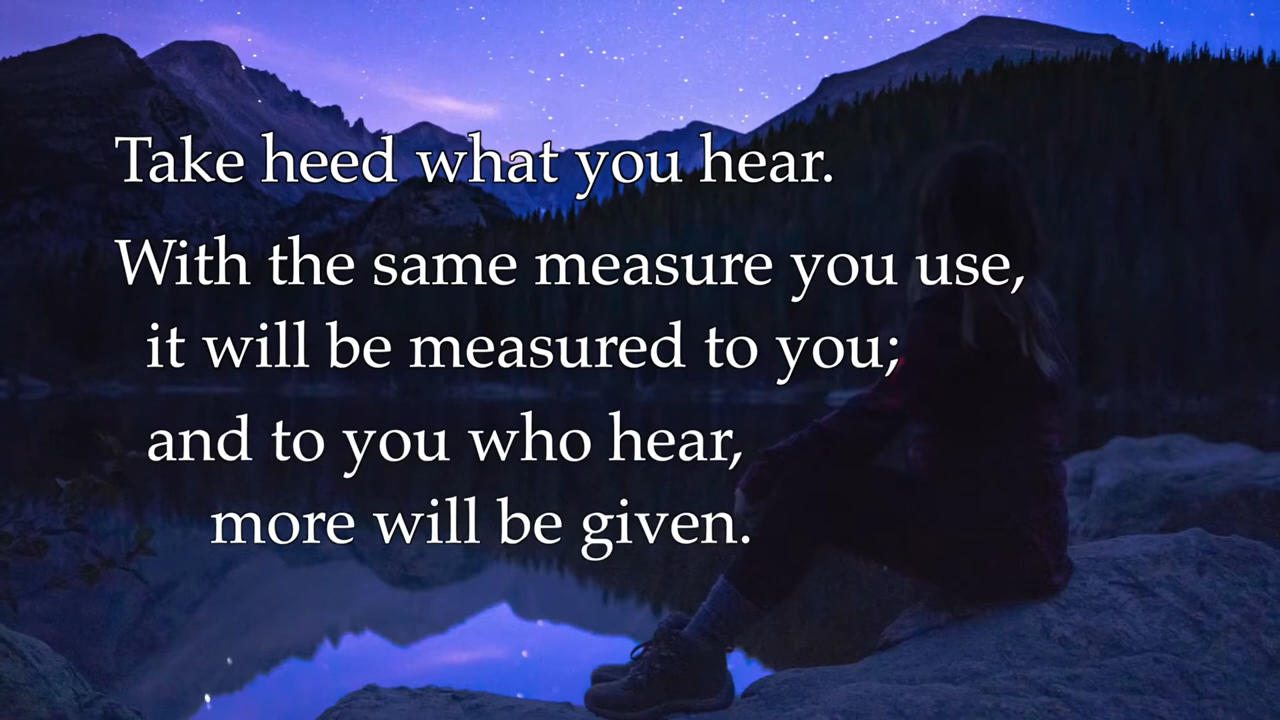 Take heed what you hear.
With the same measure you use,
it will be measured to you;
and to you who hear,
more will be given.